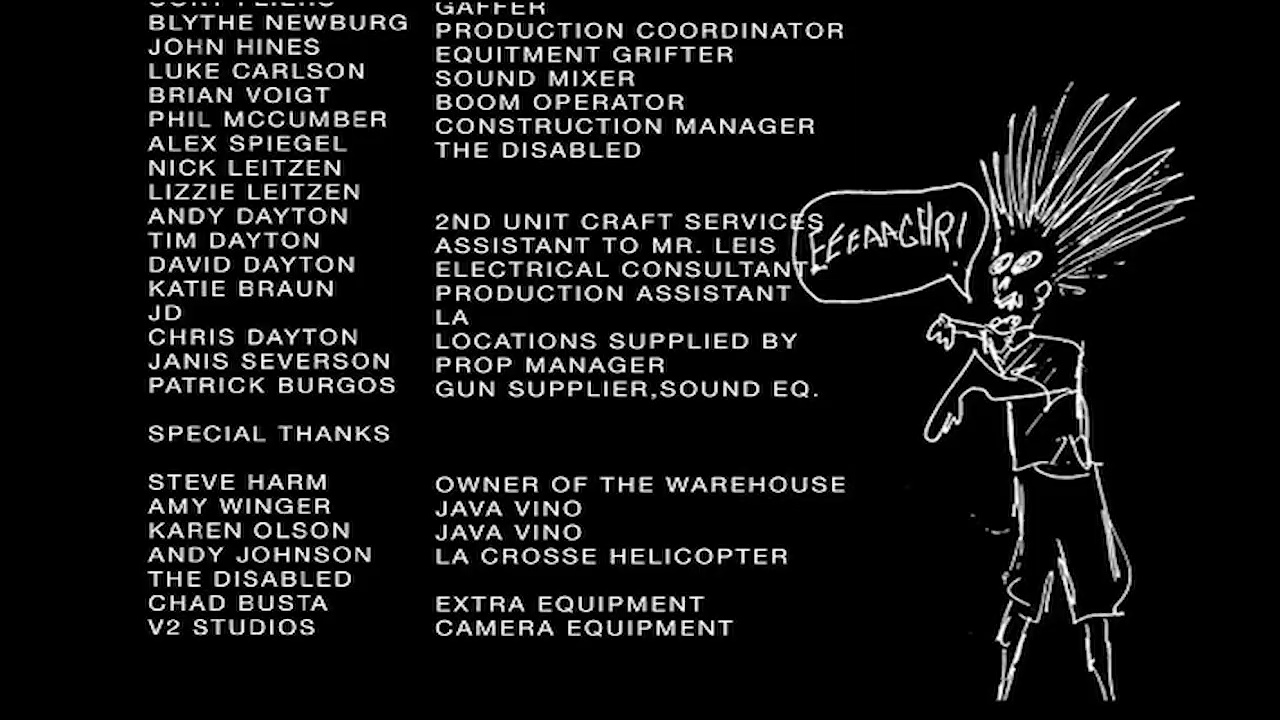 GAFFER
BLYTHE NEWBURG PRODUCTION COORDINATOR
JOHN HINES EQUITMENT GRIFTER
LUKE CARLSON SOUND MIXER
BRIAN VOIGT BOOM OPERATOR
PHIL MCCUMBER CONSTRUCTION MANAGER
ALEX SPIEGEL THE DISABLED
NICK LEITZEN
LIZZIE LEITZEN
ANDY DAYTON 2ND UNIT CRAFT SERVICES
TIM DAYTON ASSISTANT TO MR. LEIS
DAVID DAYTON ELECTRICAL CONSULTANT
KATIE BRAUN PRODUCTION ASSISTANT
JD LA
CHRIS DAYTON LOCATIONS SUPPLIED BY
JANIS SEVERSON PROP MANAGER
PATRICK BURGOS GUN SUPPLIER,SOUND EQ.
EEEAAGHR!
SPECIAL THANKS
STEVE HARM OWNER OF THE WAREHOUSE
AMY WINGER JAVA VINO
KAREN OLSON JAVA VINO
ANDY JOHNSON LA CROSSE HELICOPTER
THE DISABLED
CHAD BUSTA EXTRA EQUIPMENT
V2 STUDIOS CAMERA EQUIPMENT